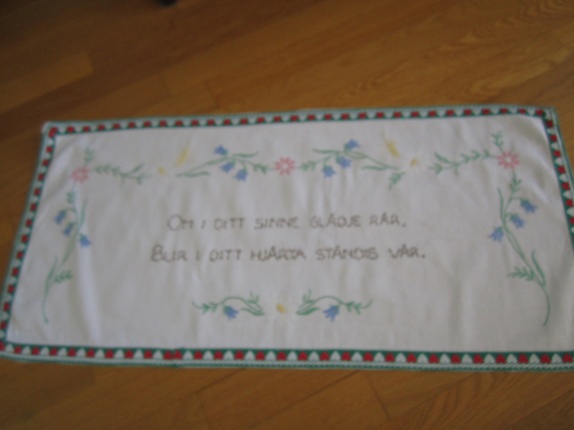 OM I DITT SINNE GLÄDJE RÅR.
BLIR I DITT HJÄRTA STÄNDIG VÅR.